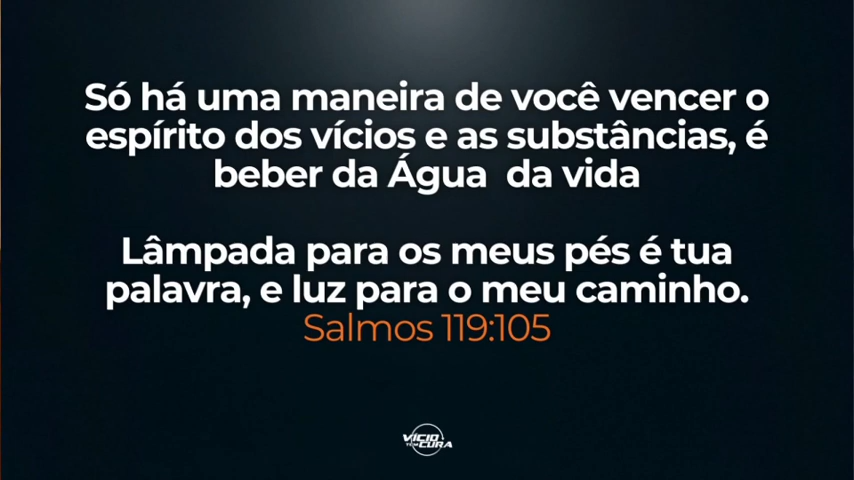 Só há uma maneira de você vencer o
espírito dos vícios e as substâncias, é
beber da Água  da vida
Lâmpada para os meus pés é tua
palavra, e luz para o meu caminho.
Salmos 119:105
VÍCIO
TEM CURA